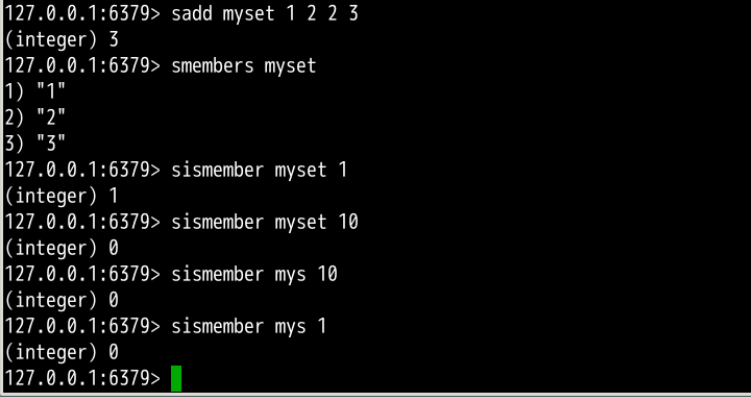 127.0.0.1:6379> sadd myset 1 2 2 3
(integer) 3
127.0.0.1:6379> smembers myset
1) "1"
2) "2"
3) "3"
127.0.0.1:6379> sismember myset 1
(integer) 1
127.0.0.1:6379> sismember myset 10
(integer) 0
127.0.0.1:6379> sismember mys 10
(integer) 0
127.0.0.1:6379> sismember mys 1
(integer) 0
127.0.0.1:6379>